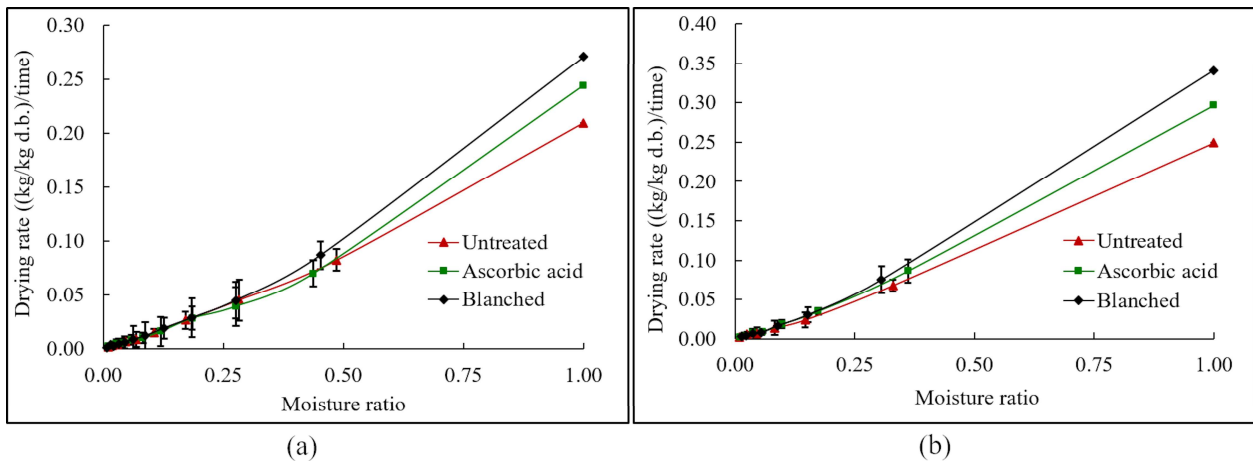 0.30
0.25
0.20
0.15
0.10
0.05
0.00
Drying rate ((kg/kg d.b.)/time)
Untreated
Ascorbic acid
Blanched
0.00 0.25 0.50 0.75 1.00
Moisture ratio
(a)
0.40
0.35
0.30
0.25
0.20
0.15
0.10
0.05
0.00
Drying rate ((kg/kg d.b.)/time)
Untreated
Ascorbic acid
Blanched
0.00 0.25 0.50 0.75 1.00
Moisture ratio
(b)